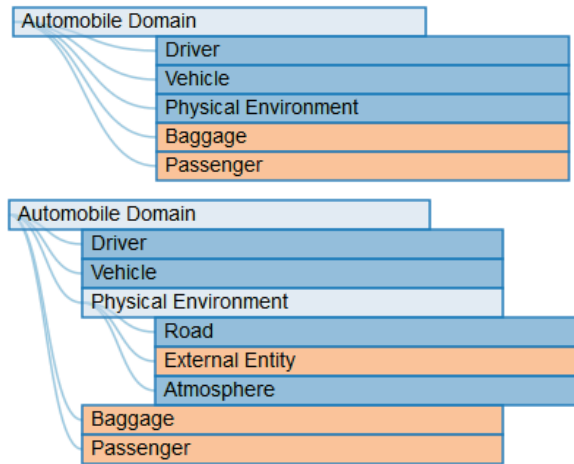 Automobile Domain
Driver
Vehicle
Physical Environment
Baggage
Passenger
Automobile Domain
Driver
Vehicle
Physical Environment
Road
External Entity
Atmosphere
Baggage
Passenger